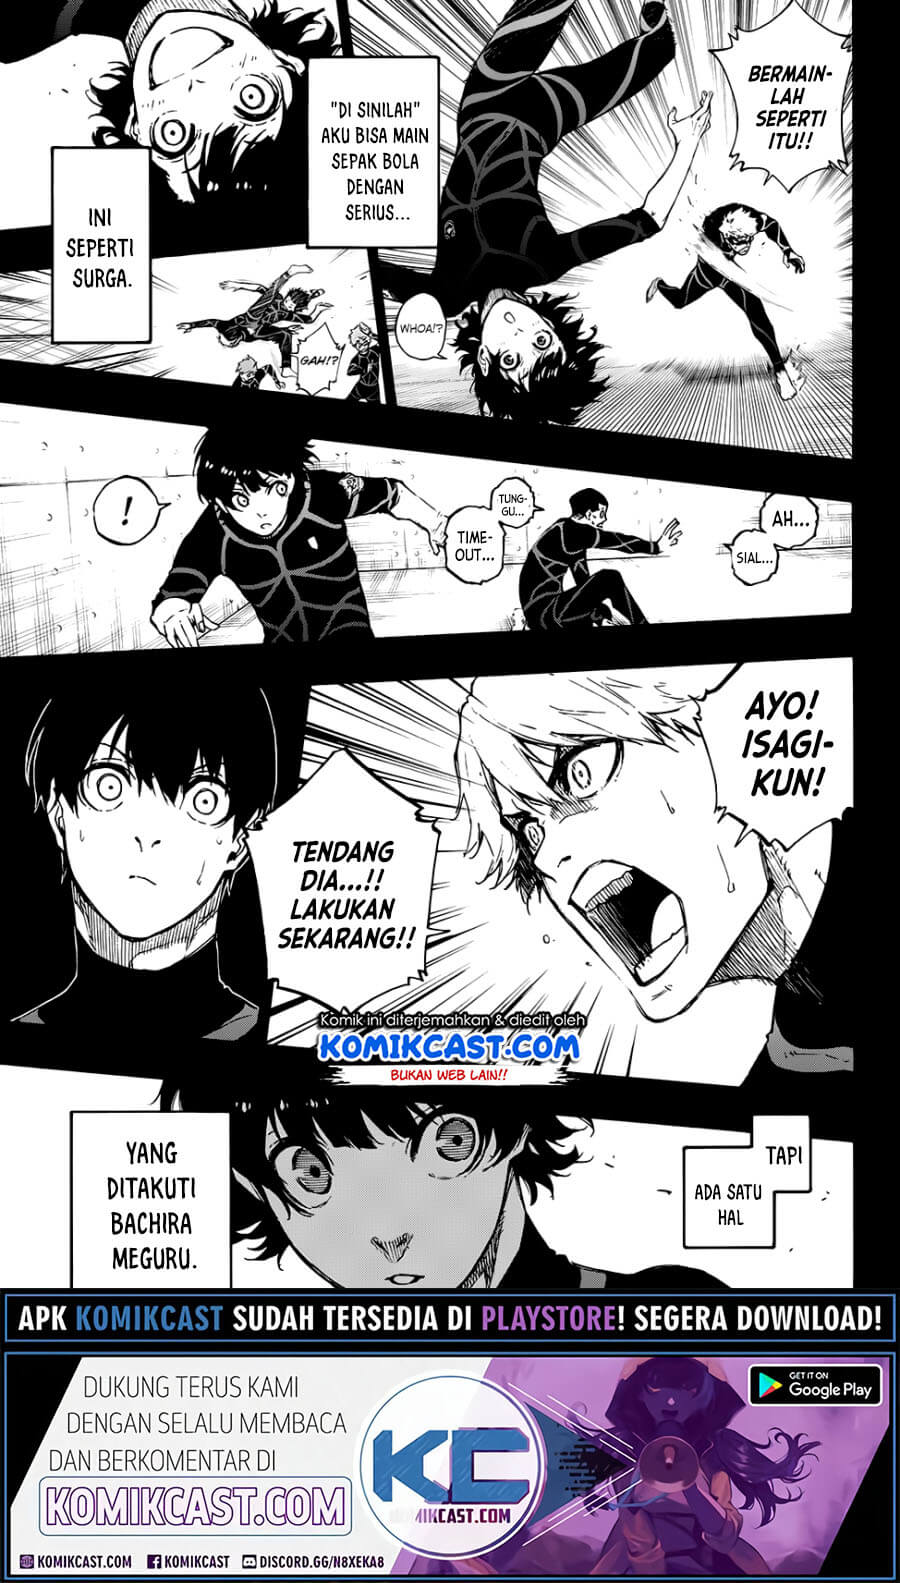 BERMAIN-
LAH
SEPERTI
ITU!!
"DI SINILAH"
AKU BISA MAIN
SEPAK BOLA
DENGAN
SERIUS...
WHOA!?
INI
SEPERTI
SURGA.
GAH!?
AH...
SIAL...
TUNG-
GU...
TIME-
OUT...
!
AYO!
ISAGI-
KUN!
TENDANG
DIA...!!
LAKUKAN
SEKARANG!!
Komik ini diterjemahkan & diedit oleh
KOMIKCAST.COM
BUKAN WEB LAIN!!
TAPI
ADA SATU
HAL
YANG
DITAKUTI
BACHIRA
MEGURU.
APK KOMIKCAST SUDAH TERSEDIA DI PLAYSTORE! SEGERA DOWNLOAD!
DUKUNG TERUS KAMI
DENGAN SELALU MEMBACA
DAN BERKOMENTAR DI
KOMIKCAST.COM
KOMIKCAST.COM KOMIKCAST DISCORD.GG/N8XEKA8
KC
KOMIKCAST.COM
GET IT ON
Google Play